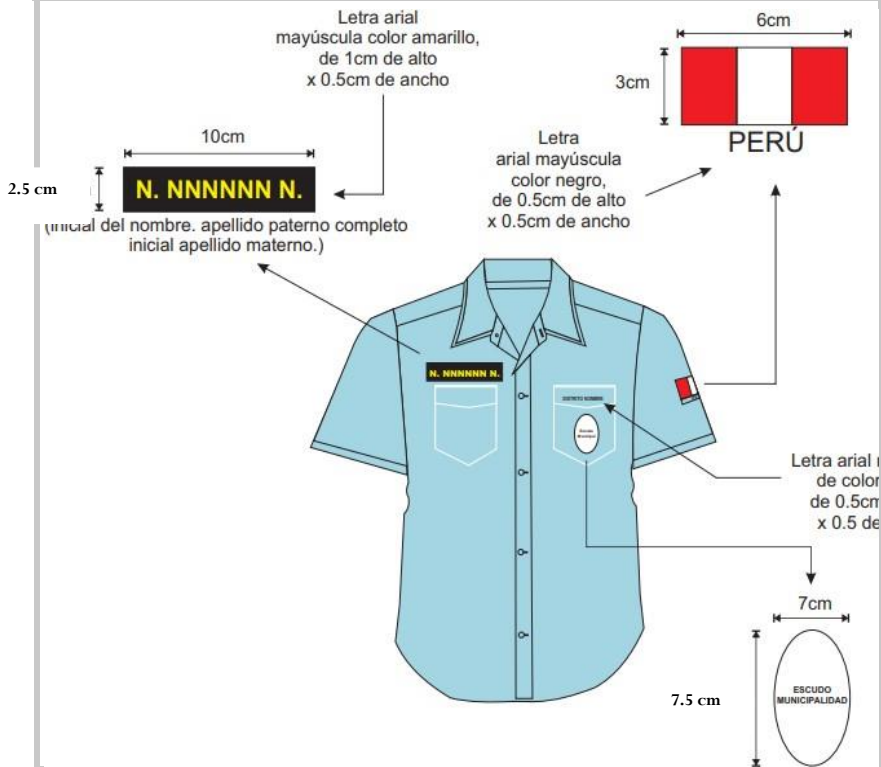 Letra arial
mayúscula color amarillo,
de 1cm de alto
x 0.5cm de ancho
6cm
3cm
PERÚ
10cm
2.5 cm
N. NNNNNN N.
(inicial del nombre. apellido paterno completo
inicial apellido materno.)
Letra
arial mayúscula
color negro,
de 0.5cm de alto
x 0.5cm de ancho
N. NNNNNN N.
DISTRITO NOMBRE
Escudo
Municipal
Letra arial
de color
de 0.5cm
x 0.5 de
7cm
7.5 cm
ESCUDO
MUNICIPALIDAD